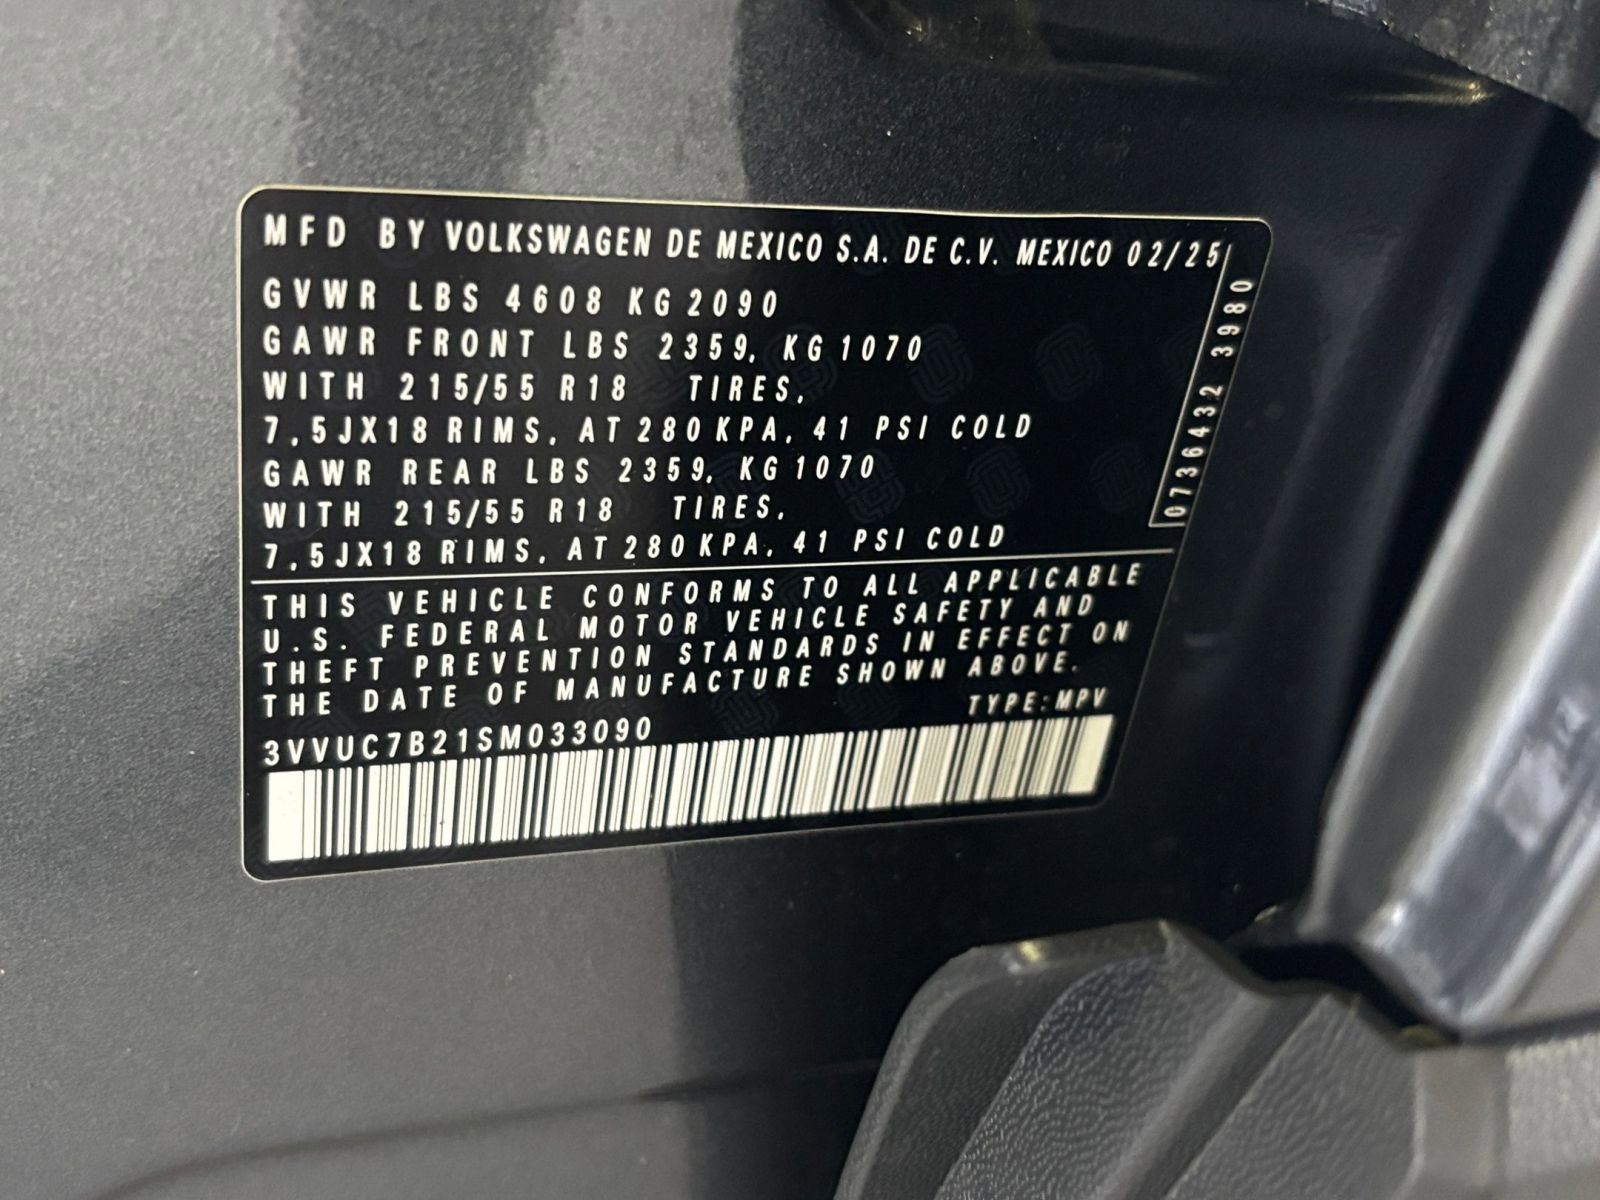 MFD BY VOLKSWAGEN DE MEXICO S.A. DE C.V. MEXICO 02/25
GVWR LBS 4608 KG 2090
GAWR FRONT LBS 2359, KG 1070
WITH 215/55 R18 TIRES,
7,5JX18 RIMS, AT 280 KPA, 41 PSI COLD
GAWR REAR LBS 2359, KG 1070
WITH 215/55 R18 TIRES,
7,5JX18 RIMS, AT 280 KPA, 41 PSI COLD
0736432 3980
THIS VEHICLE CONFORMS TO ALL APPLICABLE
U.S. FEDERAL MOTOR VEHICLE SAFETY AND
THEFT PREVENTION STANDARDS IN EFFECT ON
THE DATE OF MANUFACTURE SHOWN ABOVE.
TYPE:MPV
3VVUC7B21SM033090